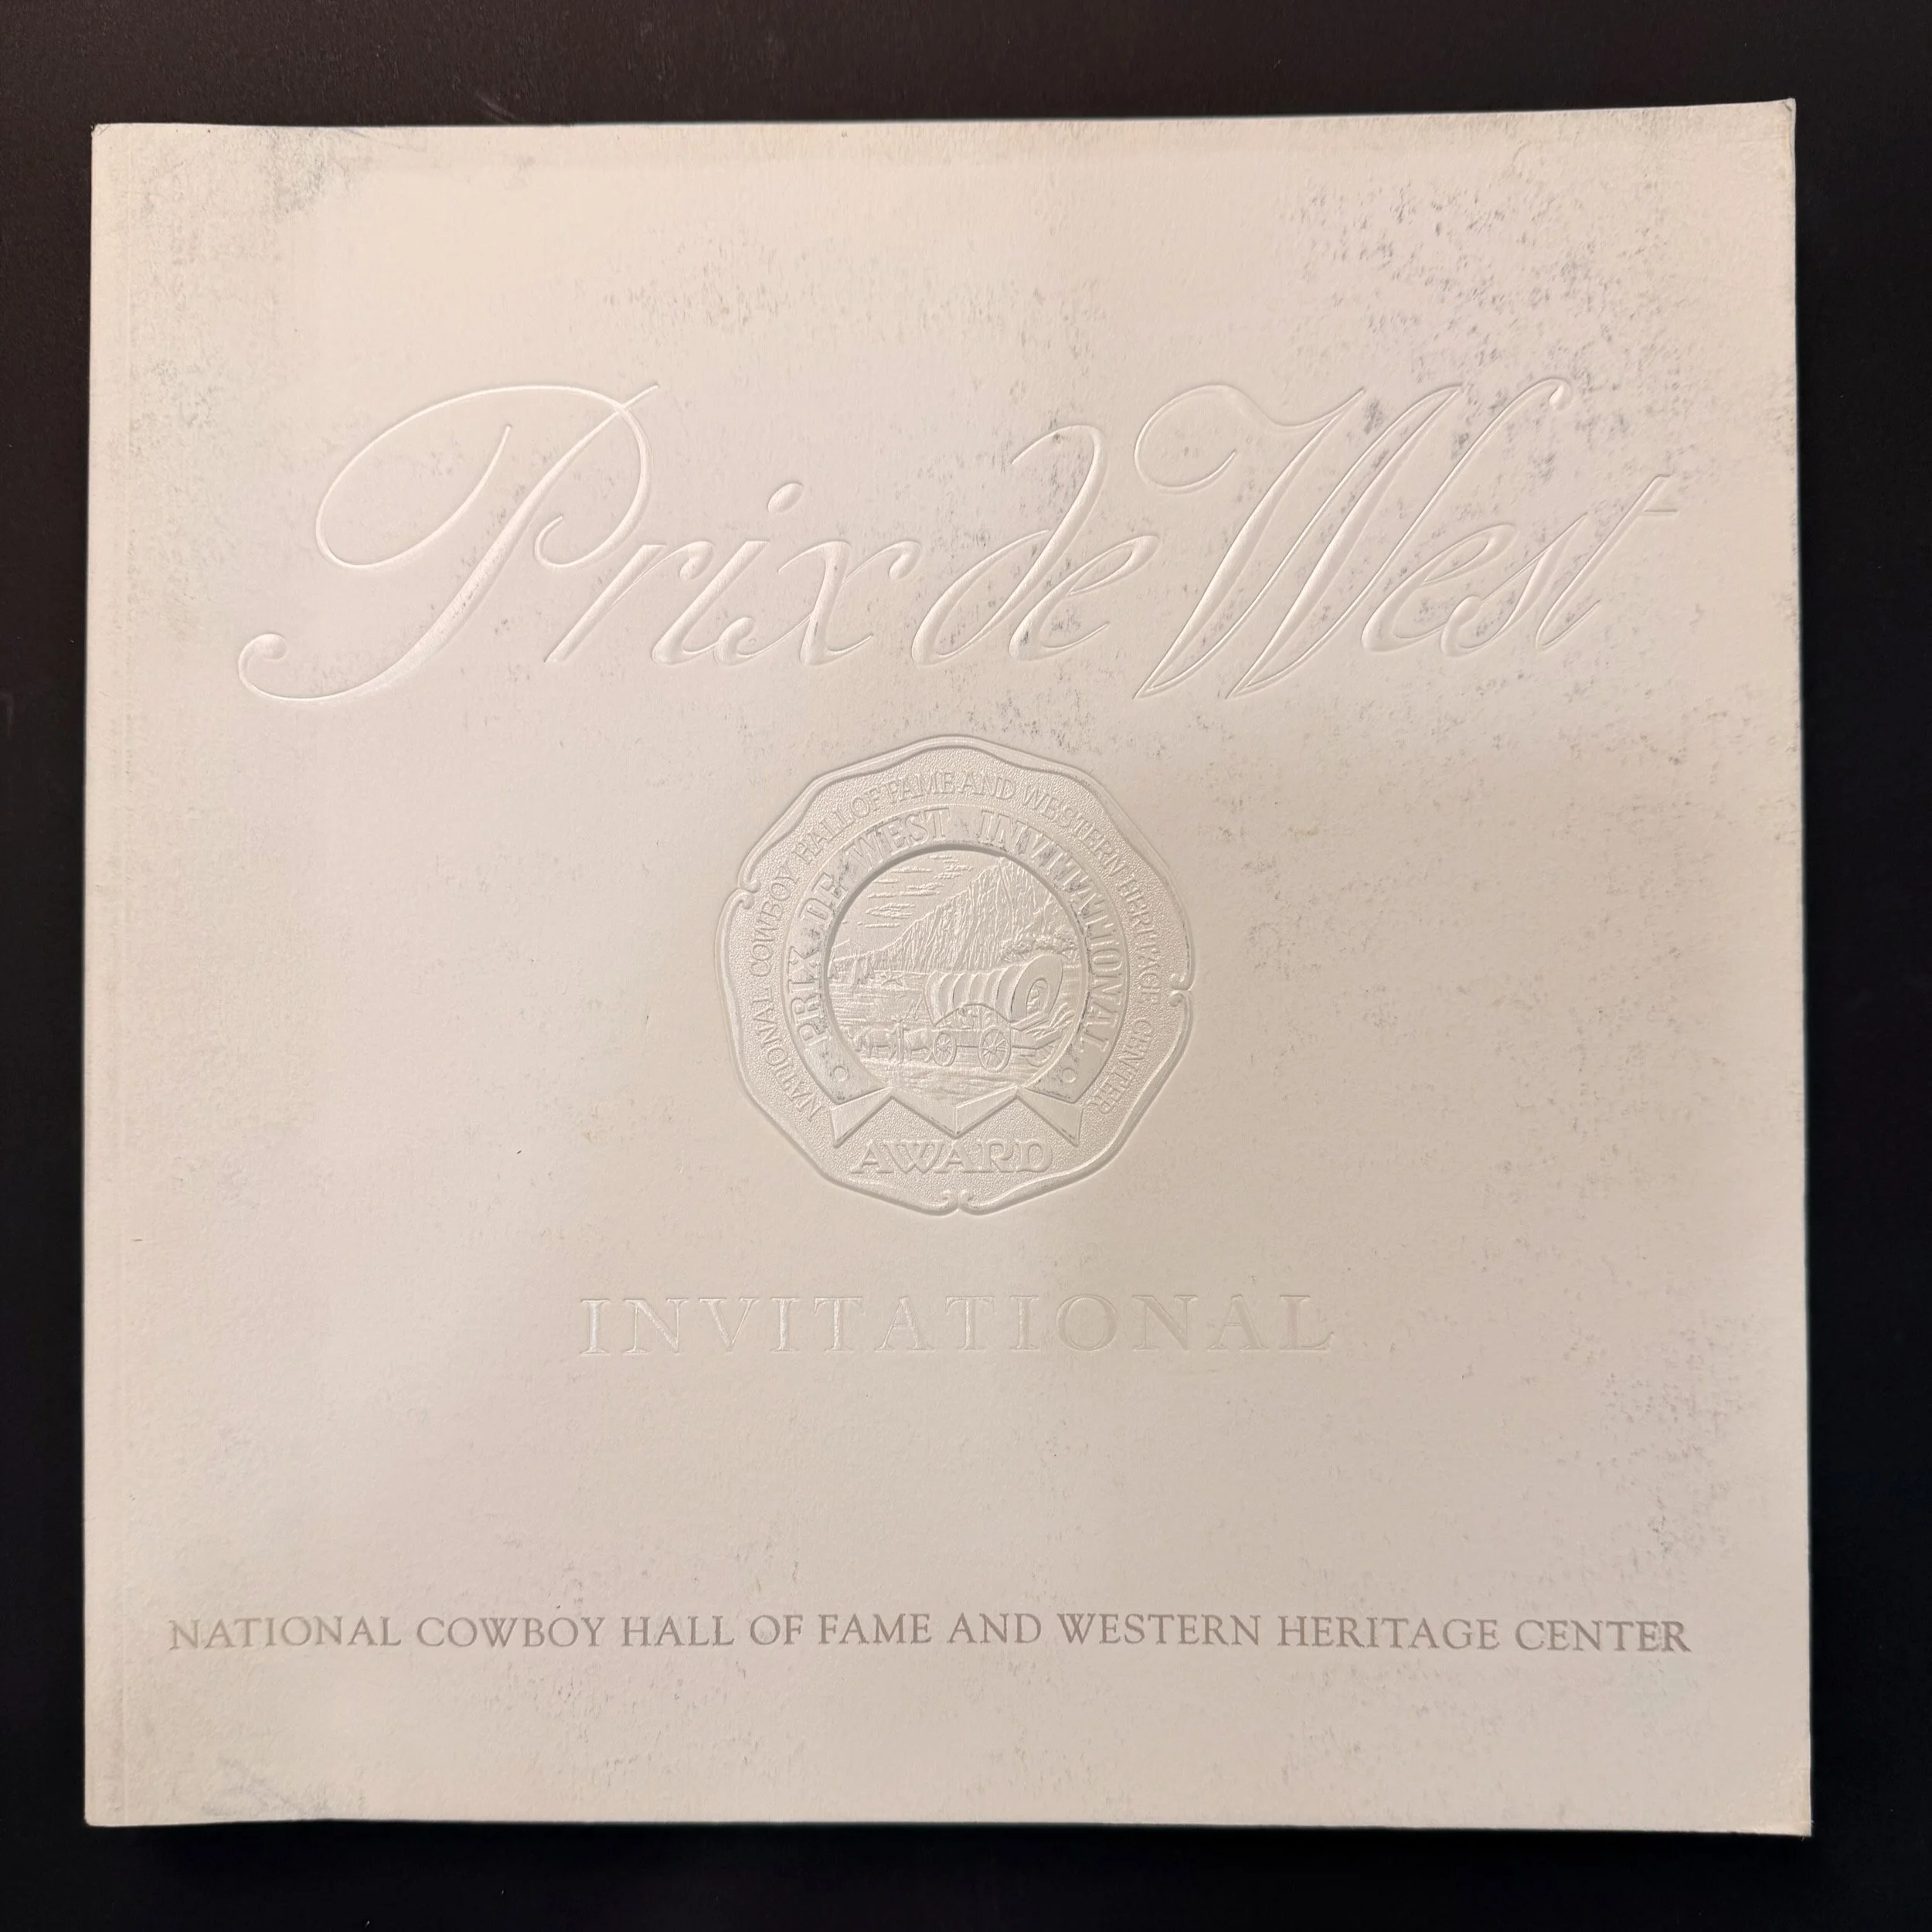 Prix de West
NATIONAL COWBOY HALL OF FAME AND WESTERN HERITAGE CENTER
PRIX DE WEST INVITATIONAL
AWARD
INVITATIONAL
NATIONAL COWBOY HALL OF FAME AND WESTERN HERITAGE CENTER